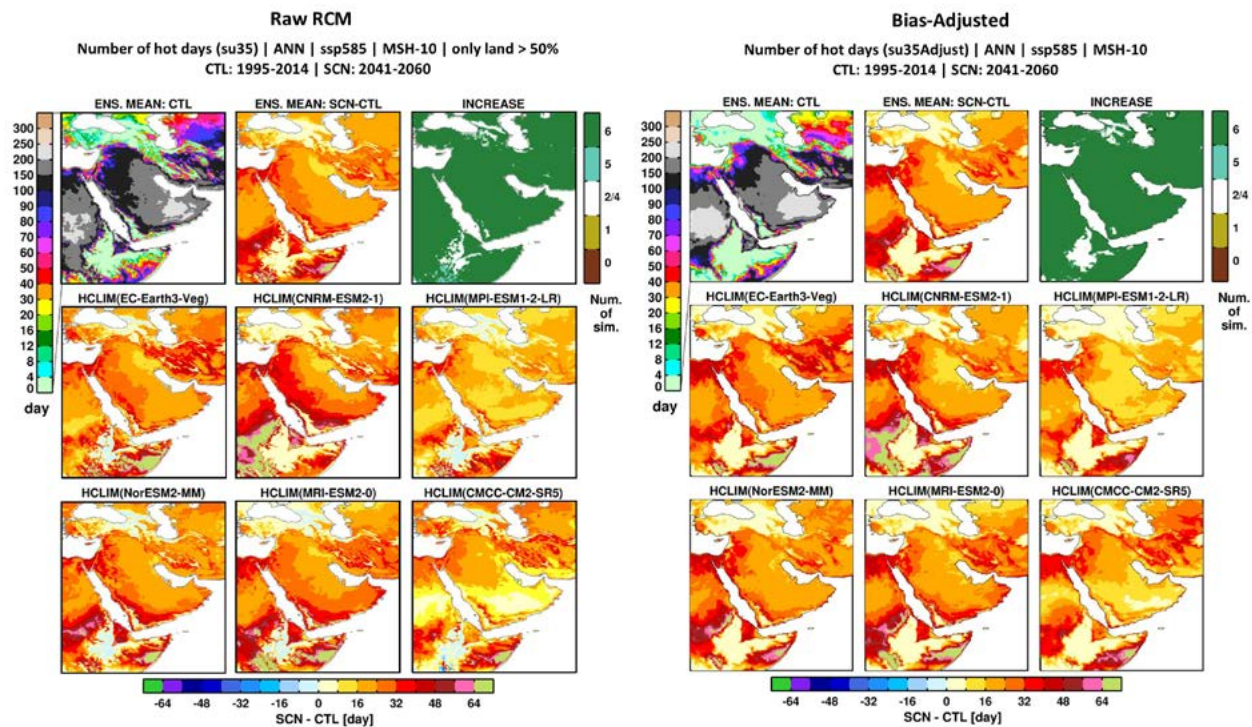 Raw RCM
Number of hot days (su35) | ANN | ssp585 | MSH-10 | only land > 50%
CTL: 1995-2014 | SCN: 2041-2060
ENS. MEAN: CTL
ENS. MEAN: SCN-CTL
INCREASE
300
250
200
150
100
90
80
70
60
50
40
30
20
16
12
8
4
0
day
6
5
2/4
1
0
Num.
of
sim.
HCLIM(EC-Earth3-Veg)
HCLIM(CNRM-ESM2-1)
HCLIM(MPI-ESM1-2-LR)
HCLIM(NorESM2-MM)
HCLIM(MRI-ESM2-0)
HCLIM(CMCC-CM2-SR5)
-64 -48 -32 -16 0 16 32 48 64
SCN - CTL [day]
Bias-Adjusted
Number of hot days (su35Adjust) | ANN | ssp585 | MSH-10
CTL: 1995-2014 | SCN: 2041-2060
ENS. MEAN: CTL
ENS. MEAN: SCN-CTL
INCREASE
300
250
200
150
100
90
80
70
60
50
40
30
20
16
12
8
4
0
day
6
5
2/4
1
0
Num.
of
sim.
HCLIM(EC-Earth3-Veg)
HCLIM(CNRM-ESM2-1)
HCLIM(MPI-ESM1-2-LR)
HCLIM(NorESM2-MM)
HCLIM(MRI-ESM2-0)
HCLIM(CMCC-CM2-SR5)
-64 -48 -32 -16 0 16 32 48 64
SCN - CTL [day]